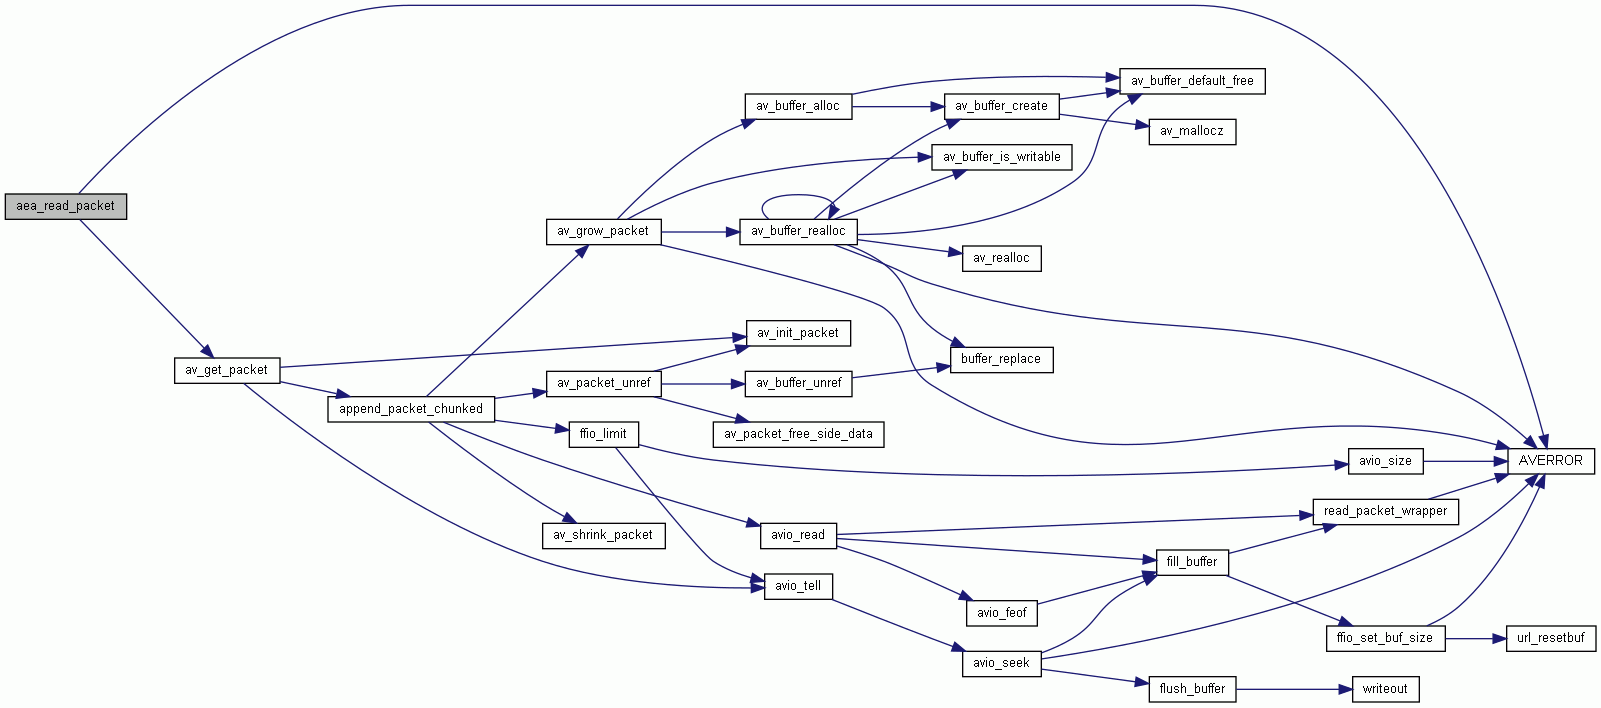 aea_read_packet
av_get_packet
append_packet_chunked
av_grow_packet
av_packet_unref
ffio_limit
av_shrink_packet
av_buffer_alloc
av_buffer_realloc
av_init_packet
av_buffer_unref
av_packet_free_side_data
avio_read
avio_tell
av_buffer_create
av_buffer_is_writable
av_realloc
buffer_replace
avio_feof
avio_seek
av_buffer_default_free
av_mallocz
fill_buffer
flush_buffer
avio_size
read_packet_wrapper
ffio_set_buf_size
writeout
AVERROR
url_resetbuf